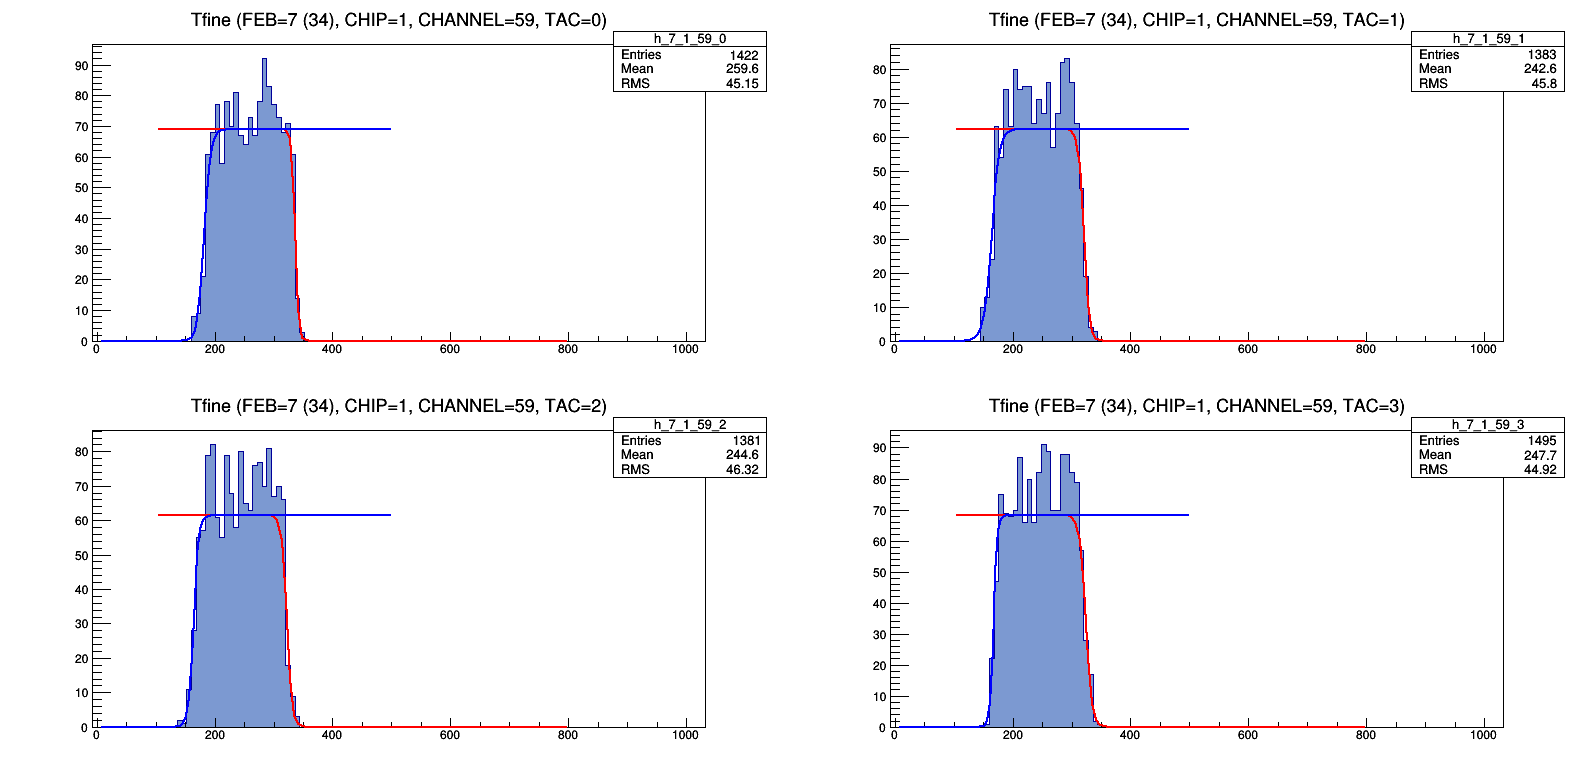 Tfine (FEB=7 (34), CHIP=1, CHANNEL=59, TAC=0)
h_7_1_59_0
Entries 1422
Mean 259.6
RMS 45.15
90
80
70
60
50
40
30
20
10
0
0 200 400 600 800 1000
Tfine (FEB=7 (34), CHIP=1, CHANNEL=59, TAC=1)
h_7_1_59_1
Entries 1383
Mean 242.6
RMS 45.8
80
70
60
50
40
30
20
10
0
0 200 400 600 800 1000
Tfine (FEB=7 (34), CHIP=1, CHANNEL=59, TAC=2)
h_7_1_59_2
Entries 1381
Mean 244.6
RMS 46.32
80
70
60
50
40
30
20
10
0
0 200 400 600 800 1000
Tfine (FEB=7 (34), CHIP=1, CHANNEL=59, TAC=3)
h_7_1_59_3
Entries 1495
Mean 247.7
RMS 44.92
90
80
70
60
50
40
30
20
10
0
0 200 400 600 800 1000